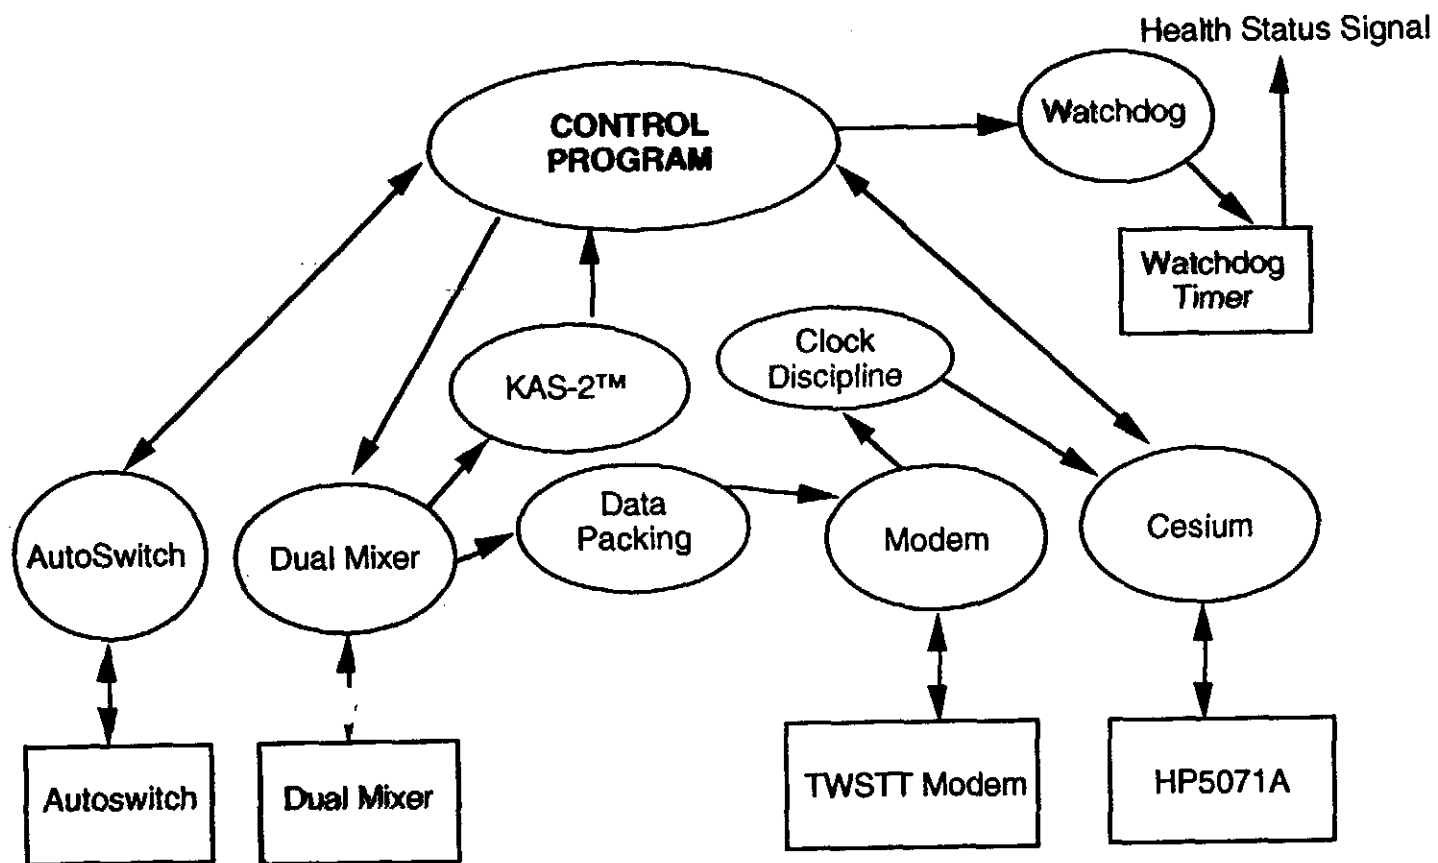 Health Status Signal
CONTROL
PROGRAM
Watchdog
Watchdog
Timer
Clock
Discipline
KAS-2™
Data
Packing
AutoSwitch
Dual Mixer
Modem
Cesium
Autoswitch
Dual Mixer
TWSTT Modem
HP5071A